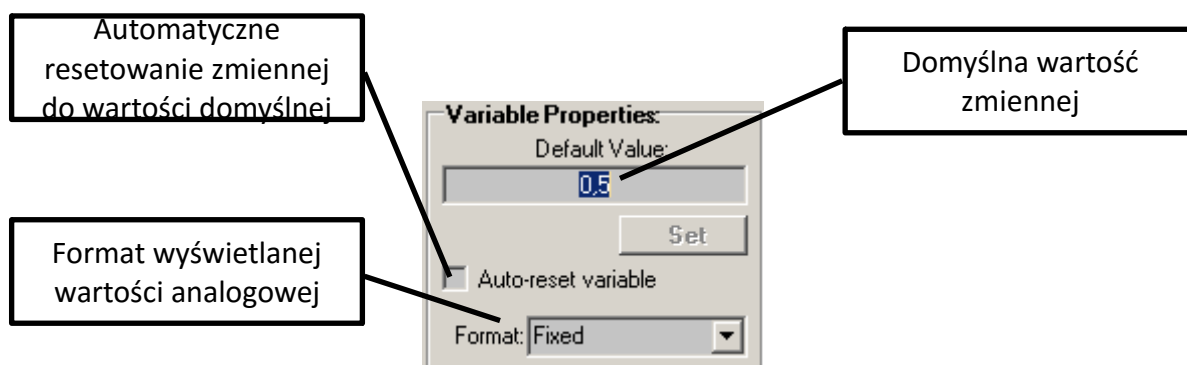 Automatyczne
resetowanie zmiennej
do wartości domyślnej
Domyślna wartość
zmiennej
Variable Properties:
Default Value:
0,5
Set
Auto-reset variable
Format wyświetlanej
wartości analogowej
Format: Fixed